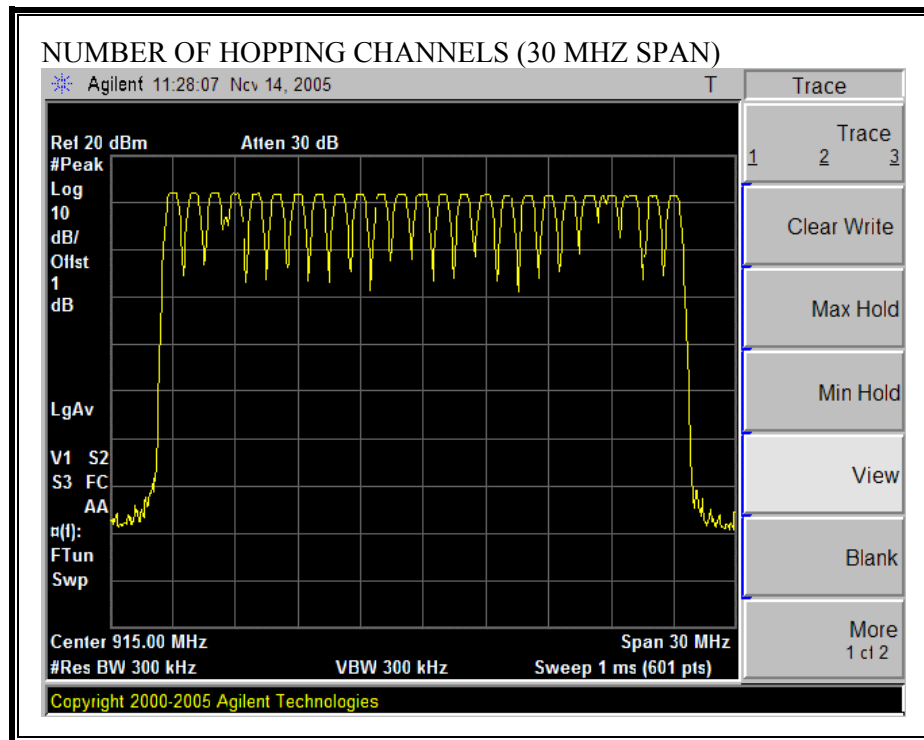 NUMBER OF HOPPING CHANNELS (30 MHZ SPAN)
Agilent 11:28:07 Nov 14, 2005 T
Ref 20 dBm Atten 30 dB
#Peak
Log
10
dB/
Offst
1
dB
LgAv
V1 S2
S3 FC
AA
¤(f):
FTun
Swp
Center 915.00 MHz Span 30 MHz
#Res BW 300 kHz VBW 300 kHz Sweep 1 ms (601 pts)
Copyright 2000-2005 Agilent Technologies
Trace
Trace
1 2 3
Clear Write
Max Hold
Min Hold
View
Blank
More
1 of 2